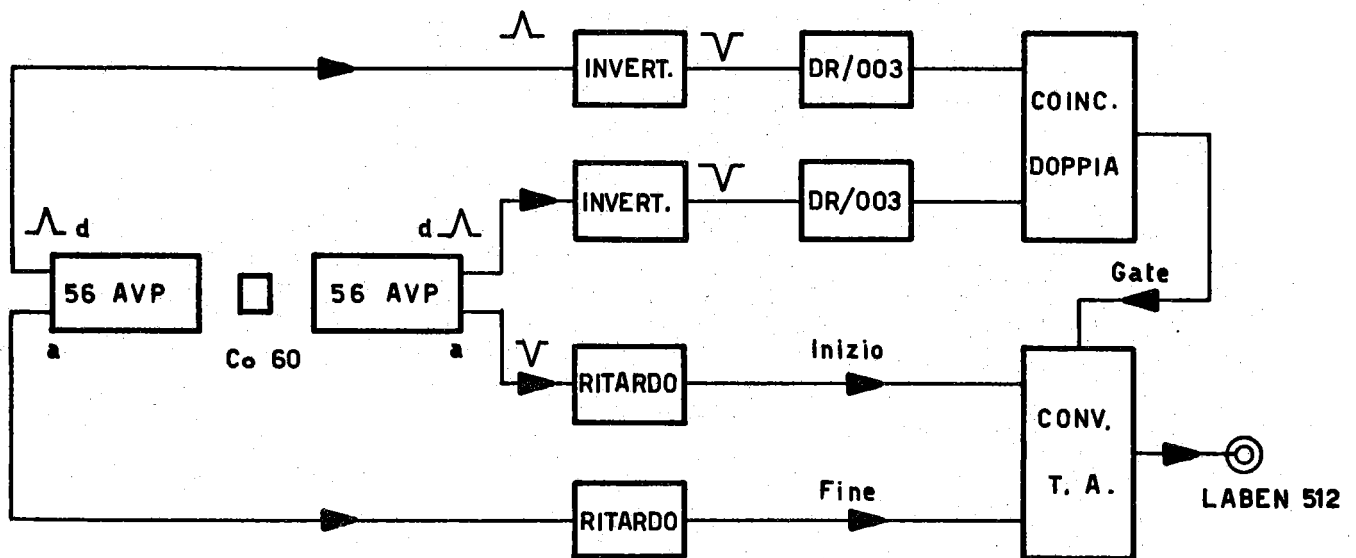 INVERT.
DR/003
COINC.
DOPPIA
INVERT.
DR/003
d
d
56 AVP
56 AVP
a
Co 60
a
Gate
RITARDO
Inizio
CONV.
T. A.
LABEN 512
RITARDO
Fine